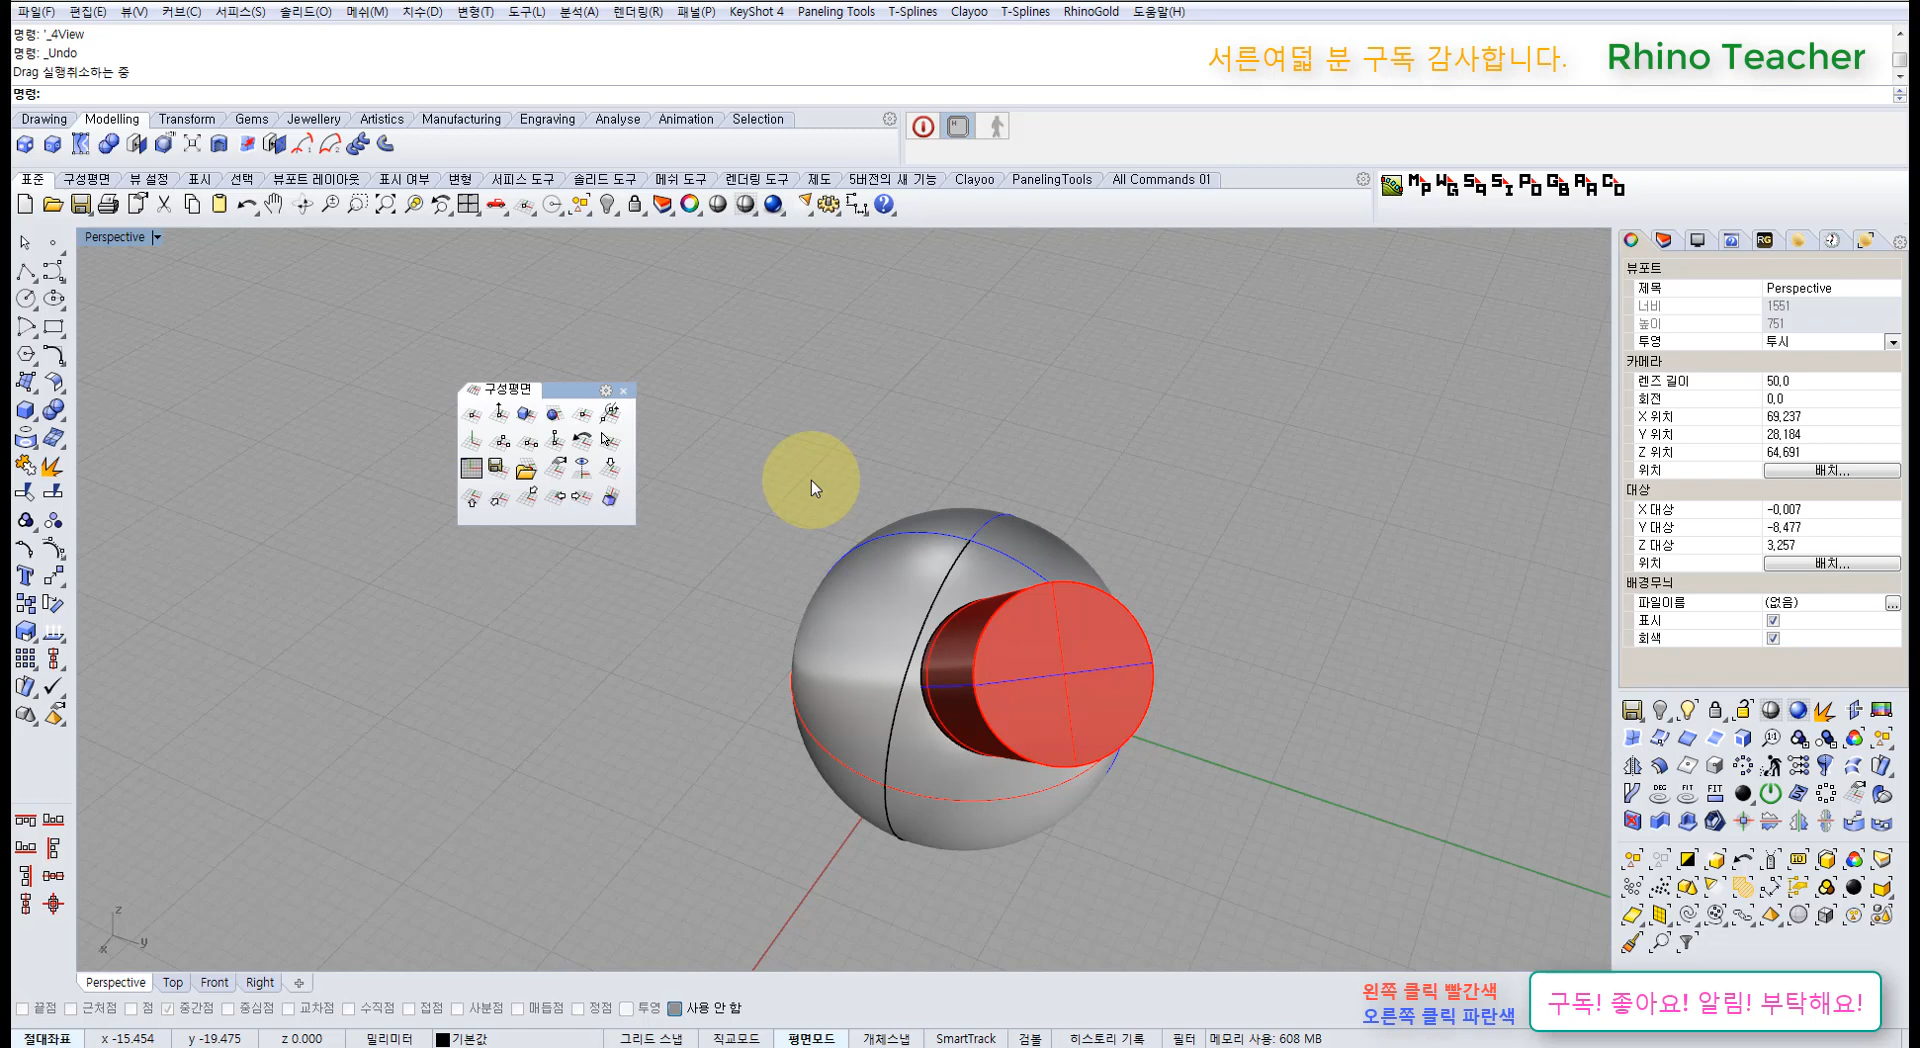 파일(F) 편집(E) 뷰(V) 커브(C) 서피스(S) 솔리드(O) 메쉬(M) 치수(D) 변형(T) 도구(L) 분석(A) 렌더링(R) 패널(P) KeyShot 4 Paneling Tools T-Splines Clayoo T-Splines RhinoGold 도움말(H)
명령: '_4View
명령: _Undo
Drag 실행취소하는 중
명령:
서른여덟 분 구독 감사합니다. Rhino Teacher
Drawing Modelling Transform Gems Jewellery Artistics Manufacturing Engraving Analyse Animation Selection
표준 구성평면 뷰 설정 표시 선택 뷰포트 레이아웃 표시 여부 변형 서피스 도구 솔리드 도구 메쉬 도구 렌더링 도구 제도 5버전의 새 기능 Clayoo PanelingTools All Commands 01
Perspective
구성평면
RG
뷰포트
제목 Perspective
너비 1551
높이 751
투영 투시
카메라
렌즈 길이 50,0
회전 0,0
X 위치 69,237
Y 위치 28,184
Z 위치 64,691
위치 배치...
대상
X 대상 -0,007
Y 대상 -8,477
Z 대상 3,257
위치 배치...
배경무늬
파일이름 (없음) ...
표시
회색
z
x y
Perspective Top Front Right
끝점 근처점 점 중간점 중심점 교차점 수직점 접점 사분점 매듭점 정점 투영 사용 안 함
왼쪽 클릭 빨간색
오른쪽 클릭 파란색
구독! 좋아요! 알림! 부탁해요!
절대좌표 x -15.454 y -19.475 z 0.000 밀리미터 기본값 그리드 스냅 직교모드 평면모드 개체스냅 SmartTrack 검볼 히스토리 기록 필터 메모리 사용: 608 MB